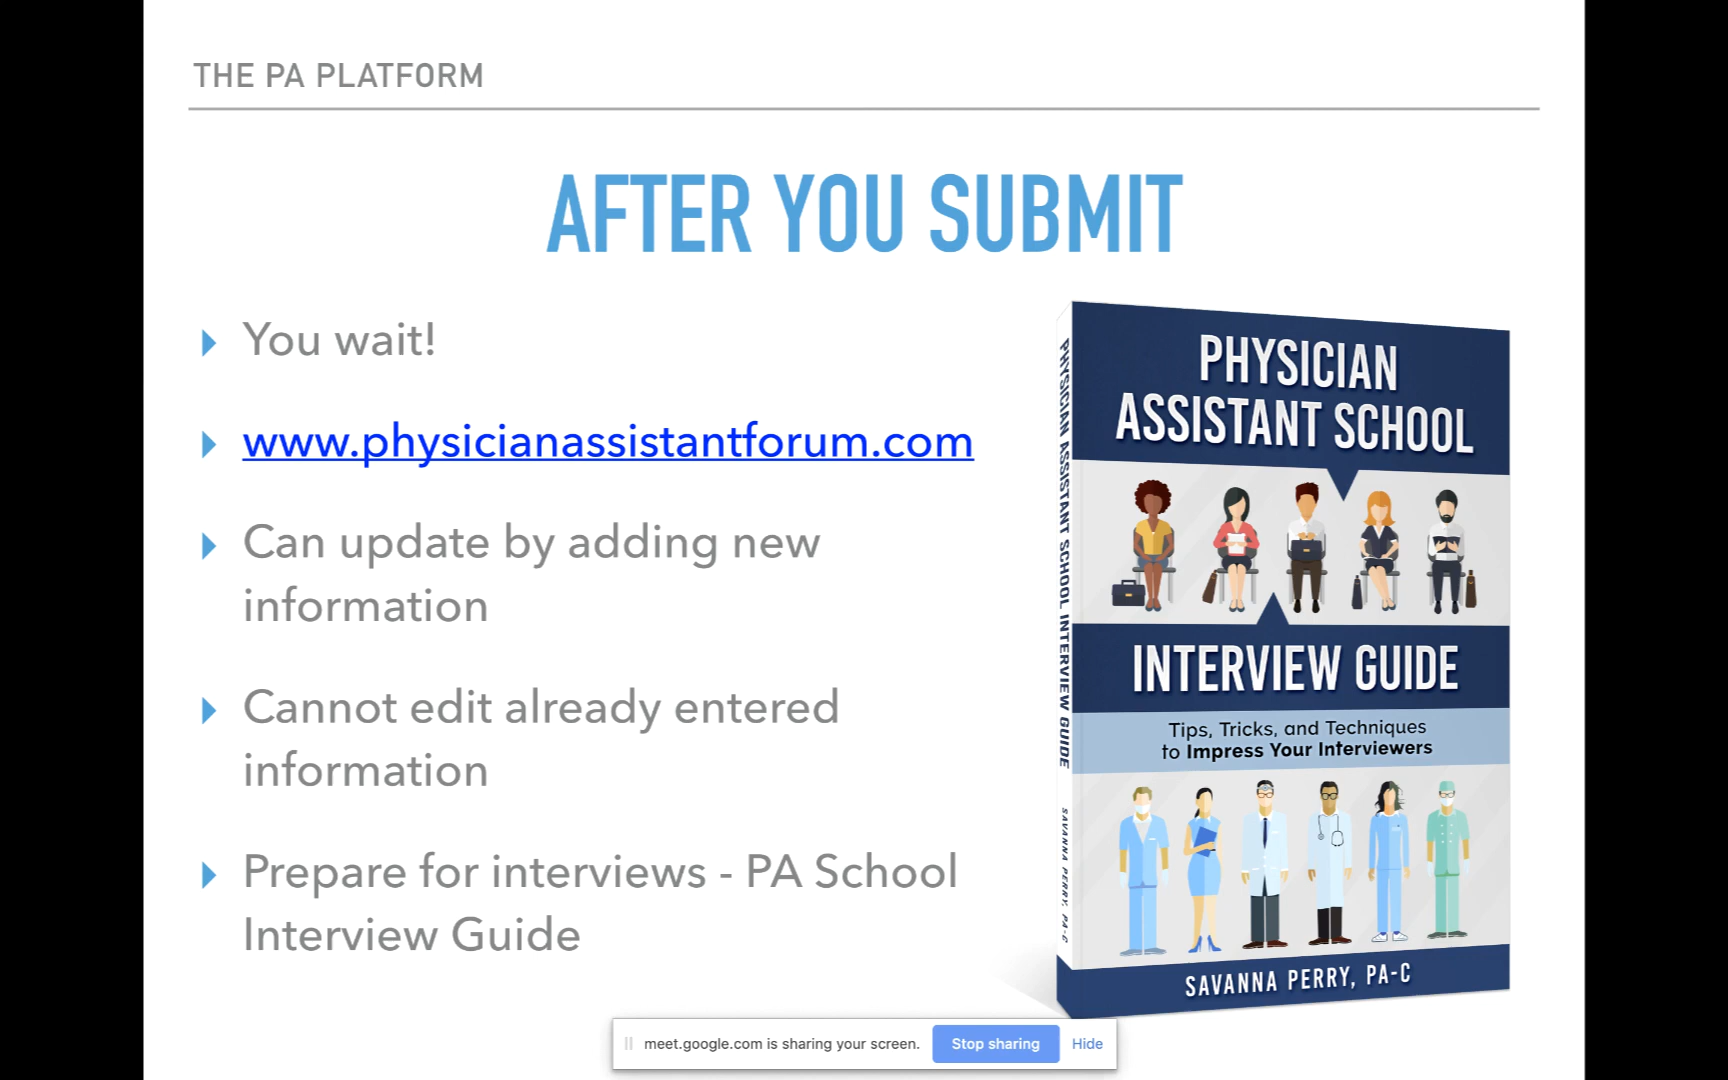 THE PA PLATFORM
AFTER YOU SUBMIT
You wait!
www.physicianassistantforum.com
Can update by adding new
information
Cannot edit already entered
information
Prepare for interviews - PA School
Interview Guide
PHYSICIAN ASSISTANT SCHOOL INTERVIEW GUIDE
SAVANNA PERRY, PA-C
PHYSICIAN
ASSISTANT SCHOOL
INTERVIEW GUIDE
Tips, Tricks, and Techniques
to Impress Your Interviewers
SAVANNA PERRY, PA-C
meet.google.com is sharing your screen.
Stop sharing
Hide